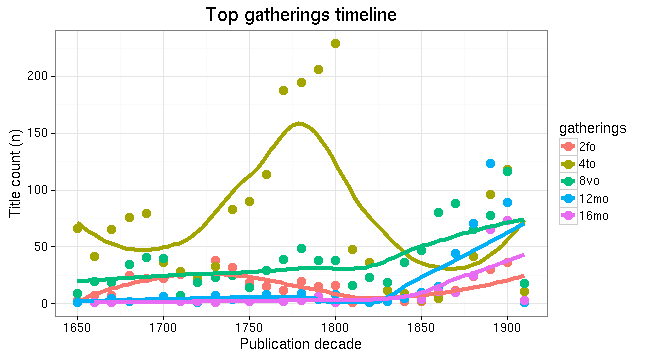 Top gatherings timeline
Title count (n)
200
150
100
50
0
1650 1700 1750 1800 1850 1900
Publication decade
gatherings
2fo
4to
8vo
12mo
16mo